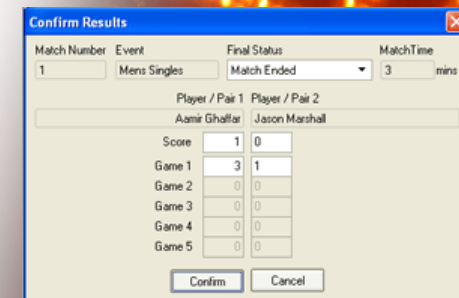 Confirm Results
Match Number Event Final Status MatchTime
1 Mens Singles Match Ended 3 mins
Player / Pair 1 Player / Pair 2
Aamir Ghaffar Jason Marshall
Score 1 0
Game 1 3 1
Game 2 0 0
Game 3 0 0
Game 4 0 0
Game 5 0 0
Confirm Cancel